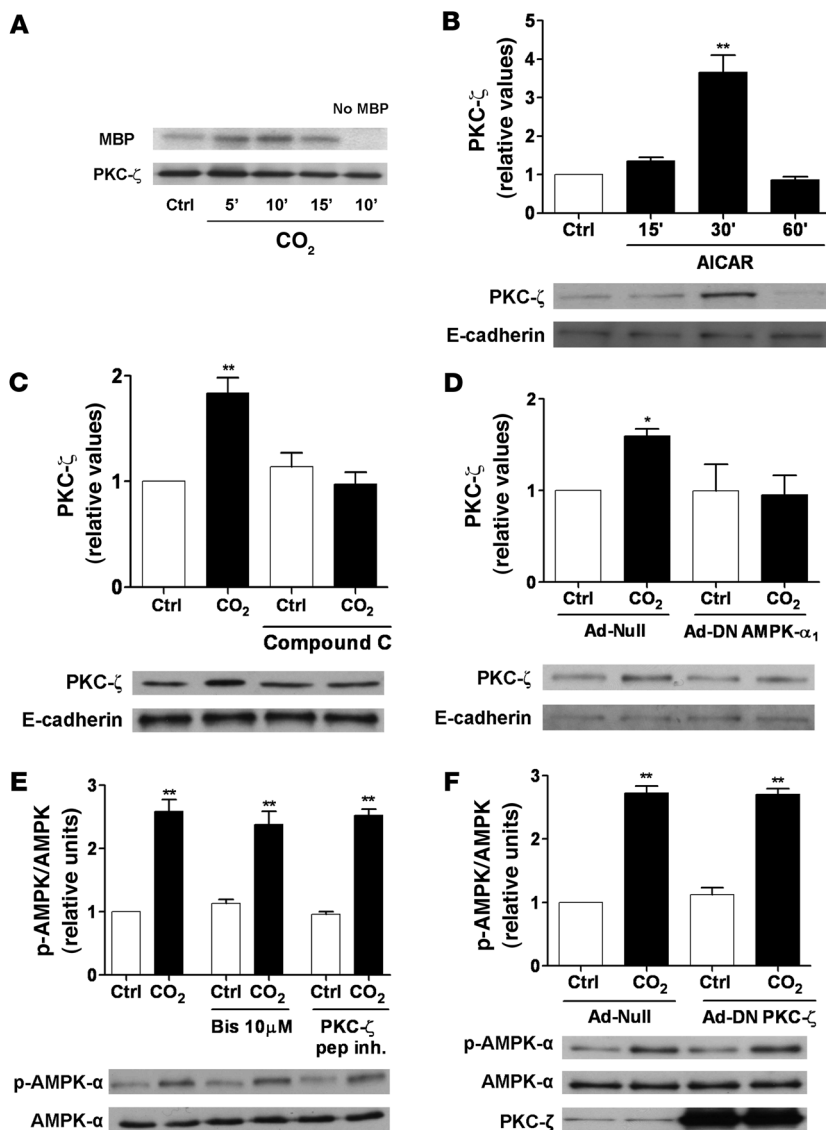 A
No MBP
MBP
PKC-ζ
Ctrl 5’ 10’ 15’ 10’
CO₂
B
PKC-ζ
(relative values)
5
4
3
2
1
0
**
Ctrl 15' 30' 60'
AICAR
PKC-ζ
E-cadherin
C
PKC-ζ
(relative values)
2
1
0
**
Ctrl CO₂ Ctrl CO₂
Compound C
PKC-ζ
E-cadherin
D
PKC-ζ
(relative values)
2
1
0
*
Ctrl CO₂ Ctrl CO₂
Ad-Null Ad-DN AMPK-α₁
PKC-ζ
E-cadherin
E
p-AMPK/AMPK
(relative units)
3
2
1
0
** ** **
Ctrl CO₂ Ctrl CO₂ Ctrl CO₂
Bis 10μM PKC-ζ
pep inh.
p-AMPK-α
AMPK-α
F
p-AMPK/AMPK
(relative units)
3
2
1
0
** **
Ctrl CO₂ Ctrl CO₂
Ad-Null Ad-DN PKC-ζ
p-AMPK-α
AMPK-α
PKC-ζ